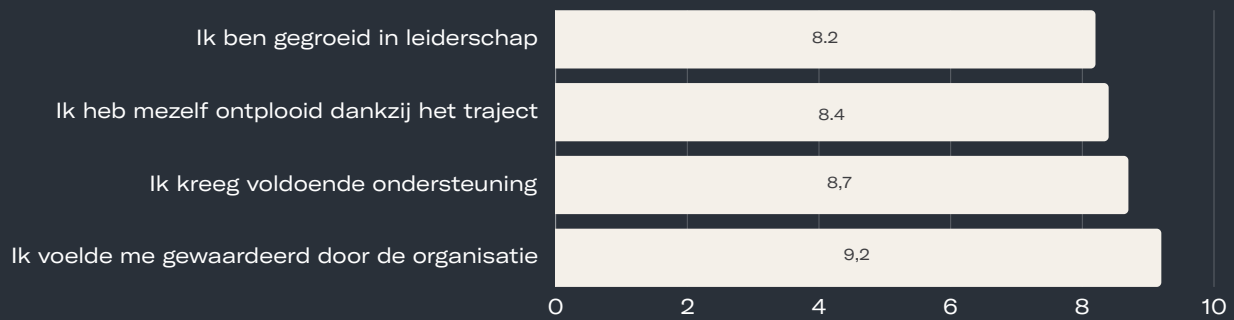 Ik ben gegroeid in leiderschap 8.2
Ik heb mezelf ontplooid dankzij het traject 8.4
Ik kreeg voldoende ondersteuning 8,7
Ik voelde me gewaardeerd door de organisatie 9,2
0 2 4 6 8 10